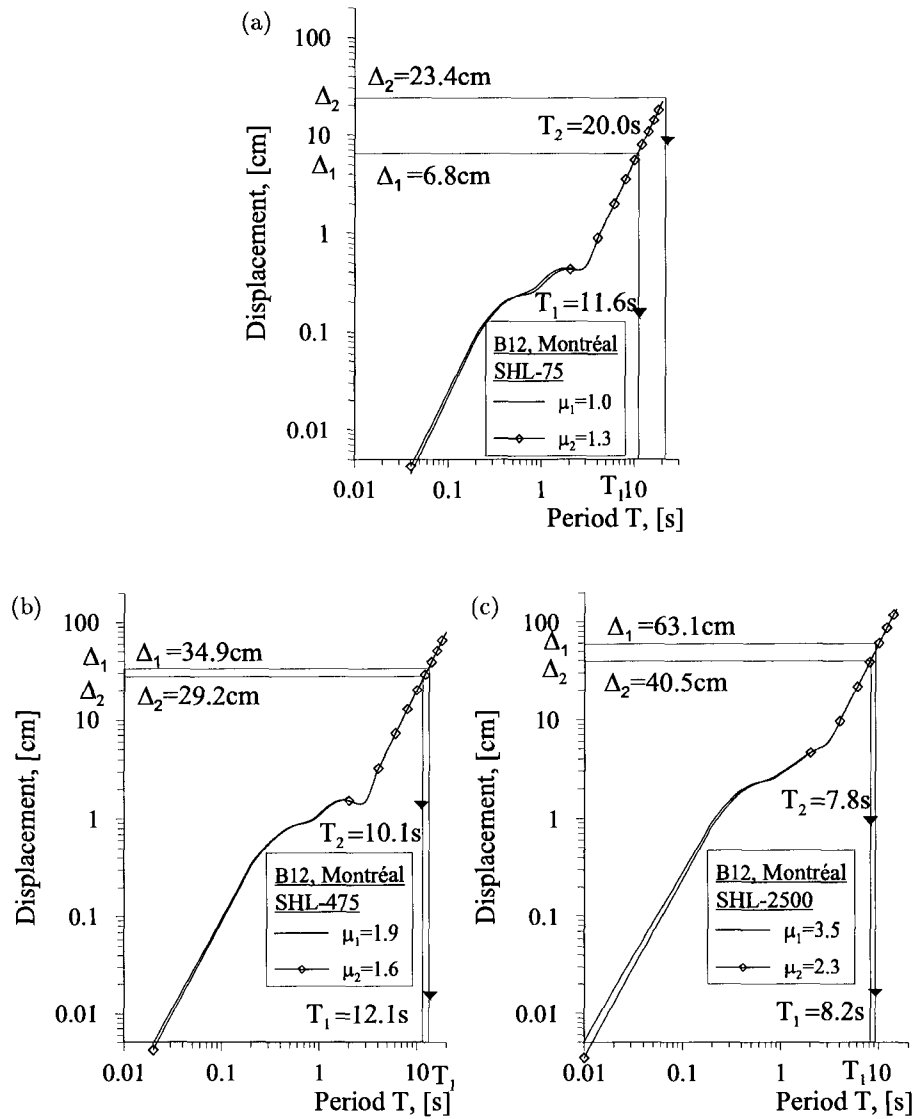 (a)
100
Δ₂=23.4cm
Δ₂
T₂=20.0s
10
Δ₁
Δ₁=6.8cm
Displacement, [cm]
1
T₁=11.6s
0.1
B12, Montréal
SHL-75
μ₁=1.0
μ₂=1.3
0.01
0.01
0.1
1
T₁10
Period T, [s]
(b)
100
Δ₁=34.9cm
Δ₁
Δ₂
Δ₂=29.2cm
10
Displacement, [cm]
1
T₂=10.1s
0.1
B12, Montréal
SHL-475
μ₁=1.9
μ₂=1.6
0.01
T₁=12.1s
0.01
0.1
1
10T₁
Period T, [s]
(c)
100
Δ₁=63.1cm
Δ₁
Δ₂
Δ₂=40.5cm
10
Displacement, [cm]
T₂=7.8s
1
B12, Montréal
SHL-2500
μ₁=3.5
μ₂=2.3
0.1
0.01
T₁=8.2s
0.01
0.1
1
T₁10
Period T, [s]